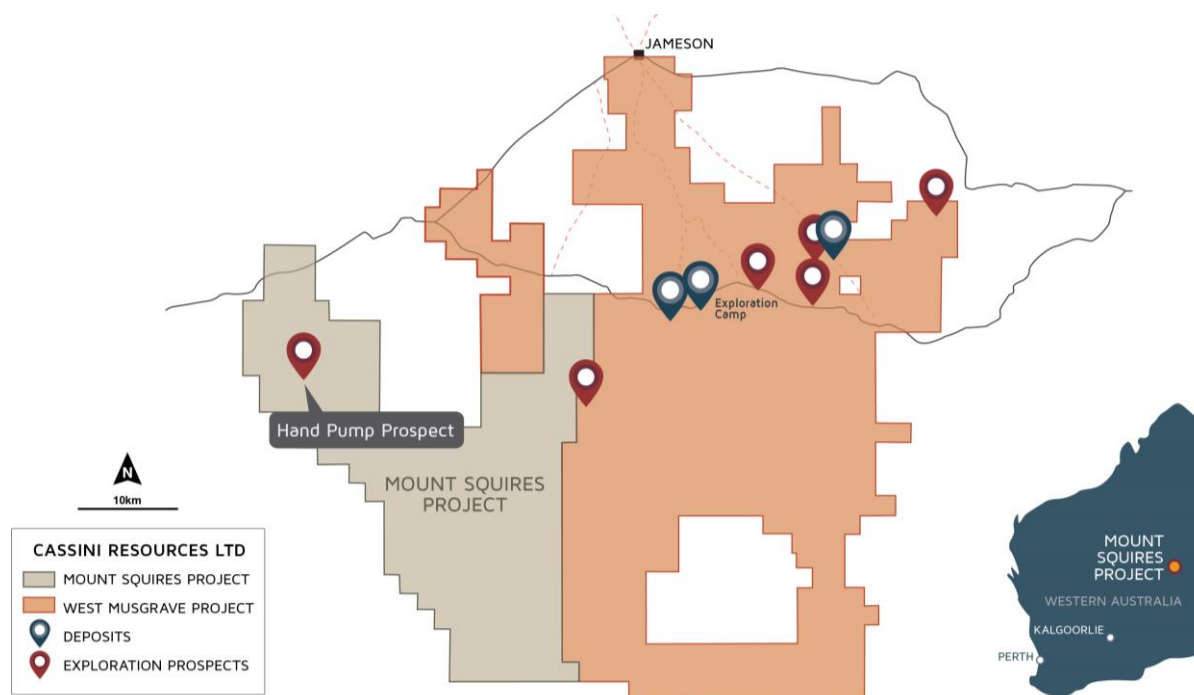 JAMESON
Exploration
Camp
Hand Pump Prospect
MOUNT SQUIRES
PROJECT
N
10km
CASSINI RESOURCES LTD
MOUNT SQUIRES PROJECT
WEST MUSGRAVE PROJECT
DEPOSITS
EXPLORATION PROSPECTS
MOUNT
SQUIRES
PROJECT
WESTERN AUSTRALIA
KALGOORLIE
PERTH